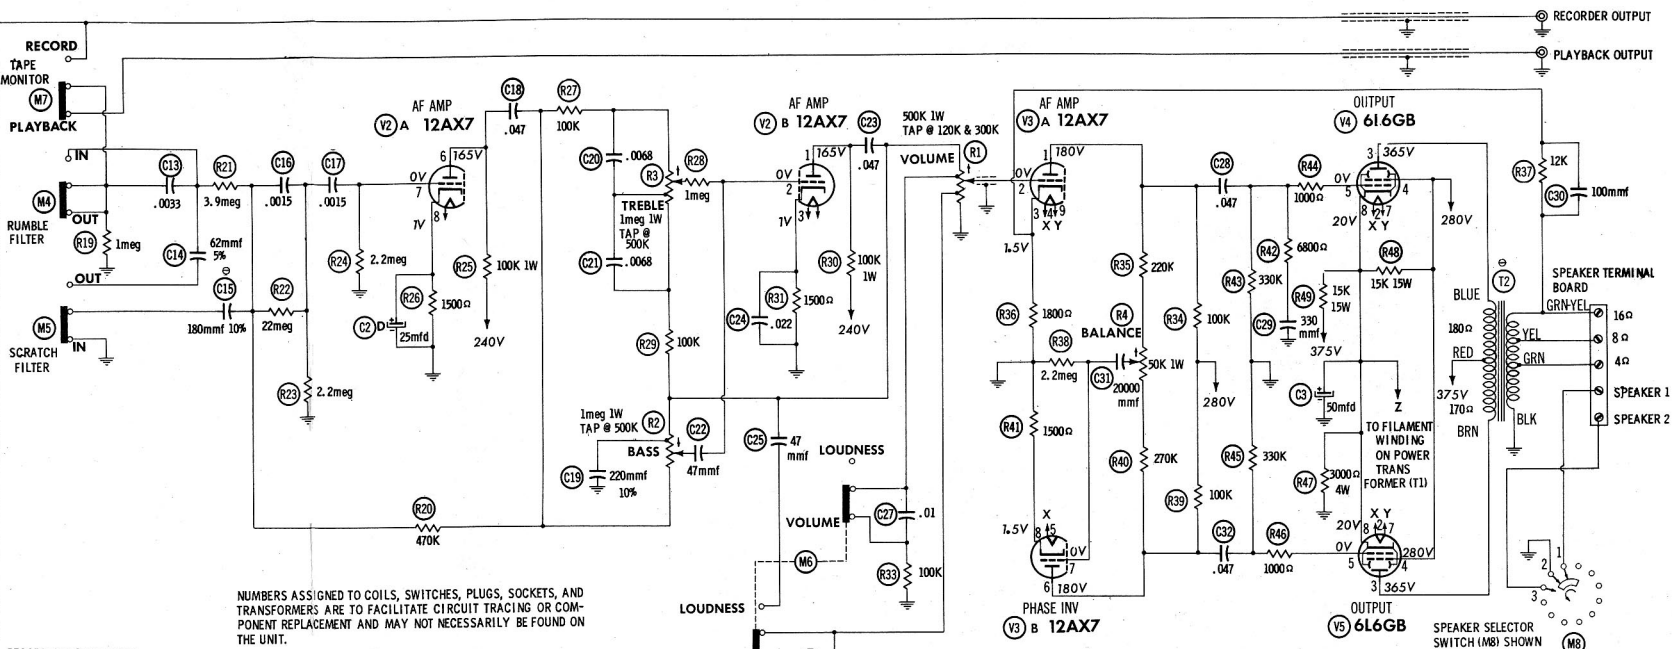 RECORDER OUTPUT
PLAYBACK OUTPUT
RECORD
TAPE
MONITOR
M7
PLAYBACK
IN
C13
.0033
R21
3.9meg
C16
.0015
C17
.0015
M4
OUT
RUMBLE
FILTER
R19
1meg
C14
62mmf
5%
OUT
C15
180mmf 10%
R22
22meg
M5
IN
SCRATCH
FILTER
R23
2.2meg
R24
2.2meg
AF AMP
V2 A 12AX7
6
165V
0V
7
8
1V
R26
1500Ω
C2D
25mfd
R25
100K 1W
240V
C18
.047
R27
100K
C20
.0068
R3
TREBLE
1meg 1W
TAP @
500K
R28
1meg
C21
.0068
R29
100K
1meg 1W
TAP @ 500K
R2
BASS
C22
47mmf
C19
220mmf
10%
R20
470K
AF AMP
V2 B 12AX7
1
165V
0V
2
3
1V
C23
.047
R30
100K
1W
R31
1500Ω
C24
.022
240V
C25
47
mmf
500K 1W
TAP @ 120K & 300K
VOLUME
R1
LOUDNESS
VOLUME
C27
.01
M6
R33
100K
LOUDNESS
AF AMP
V3 A 12AX7
1
180V
0V
2
3 4 9
X Y
1.5V
R36
1800Ω
R38
2.2meg
C31
20000
mmf
R41
1500Ω
R35
220K
R4
BALANCE
50K 1W
R40
270K
X
1.5V
8 5
0V
7
6
180V
PHASE INV
V3 B 12AX7
C28
.047
R44
1000Ω
R42
6800Ω
R43
330K
R34
100K
C29
330
mmf
280V
R45
330K
R39
100K
C32
.047
R46
1000Ω
OUTPUT
V4 6L6GB
3
365V
0V
5
4
20V
8 2 7
X Y
280V
R48
15K 15W
R49
15K
15W
375V
C3
50mfd
Z
TO FILAMENT
WINDING
ON POWER
TRANS
FORMER (T1)
R47
3000Ω
4W
X Y
20V
8 2 7
0V
5
280V
4
3
365V
OUTPUT
V5 6L6GB
R37
12K
C30
100mmf
T2
BLUE
180Ω
RED
375V
170Ω
BRN
GRN-YEL
YEL
GRN
BLK
SPEAKER TERMINAL
BOARD
16Ω
8Ω
4Ω
SPEAKER 1
SPEAKER 2
1
2
3
SPEAKER SELECTOR
SWITCH (M8) SHOWN
M8
NUMBERS ASSIGNED TO COILS, SWITCHES, PLUGS, SOCKETS, AND
TRANSFORMERS ARE TO FACILITATE CIRCUIT TRACING OR COM-
PONENT REPLACEMENT AND MAY NOT NECESSARILY BE FOUND ON
THE UNIT.